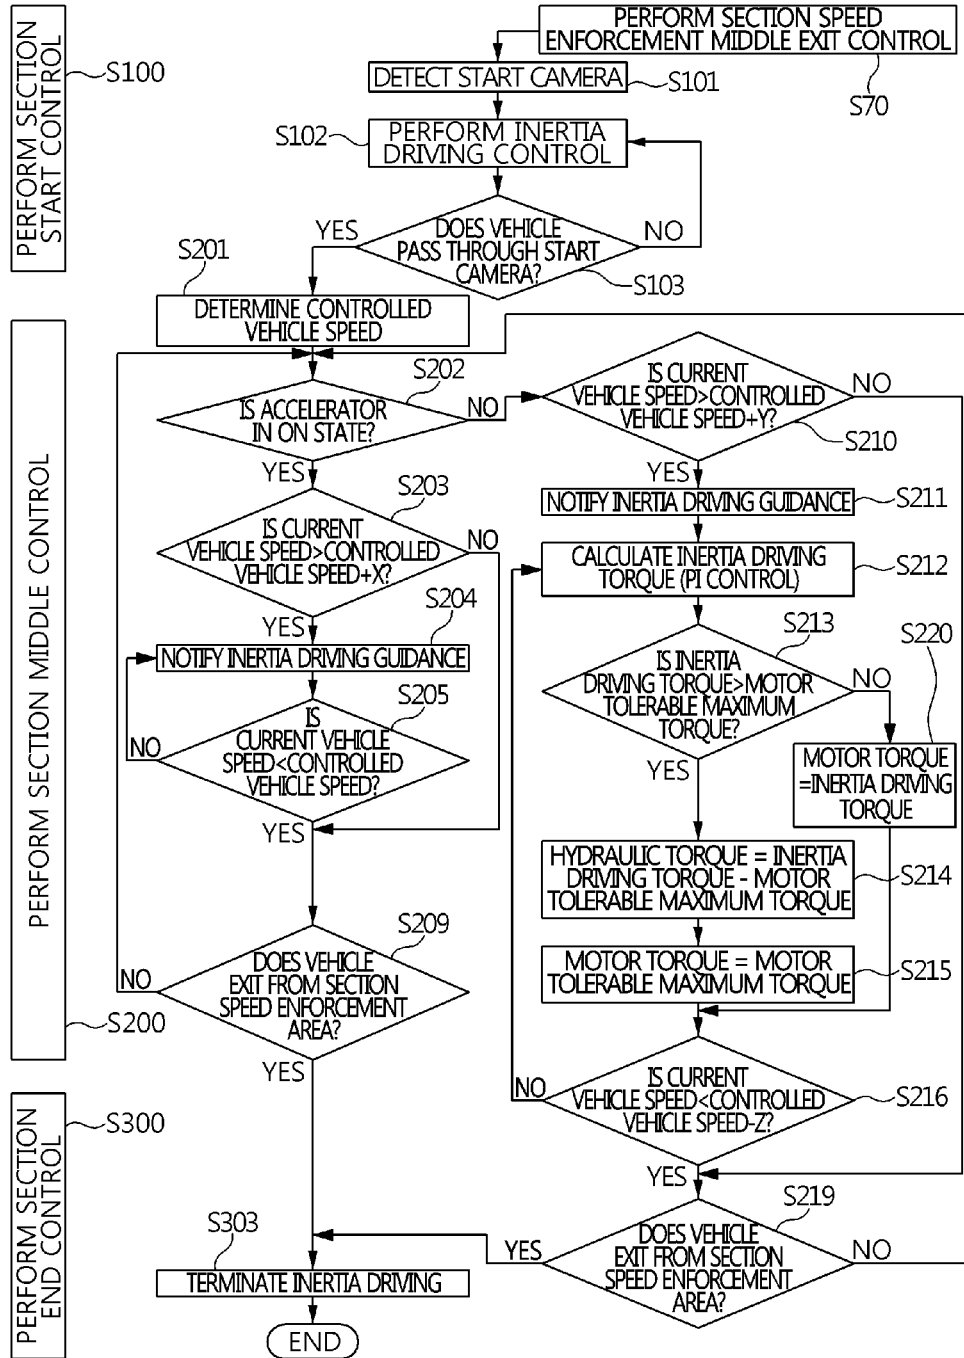 PERFORM SECTION SPEED
ENFORCEMENT MIDDLE EXIT CONTROL
S70
PERFORM SECTION
START CONTROL
S100
DETECT START CAMERA
S101
S102
PERFORM INERTIA
DRIVING CONTROL
YES
DOES VEHICLE
PASS THROUGH START
CAMERA?
NO
S103
S201
DETERMINE CONTROLLED
VEHICLE SPEED
PERFORM SECTION MIDDLE CONTROL
S200
S202
IS ACCELERATOR
IN ON STATE?
NO
YES
S203
IS CURRENT
VEHICLE SPEED>CONTROLLED
VEHICLE SPEED+X?
NO
YES
S204
NOTIFY INERTIA DRIVING GUIDANCE
S205
IS
CURRENT VEHICLE
SPEED<CONTROLLED
VEHICLE SPEED?
NO
YES
S209
DOES VEHICLE
EXIT FROM SECTION
SPEED ENFORCEMENT
AREA?
NO
YES
IS CURRENT
VEHICLE SPEED>CONTROLLED
VEHICLE SPEED+Y?
NO
S210
YES
NOTIFY INERTIA DRIVING GUIDANCE
S211
CALCULATE INERTIA DRIVING
TORQUE (PI CONTROL)
S212
S213
IS INERTIA
DRIVING TORQUE>MOTOR
TOLERABLE MAXIMUM
TORQUE?
NO
YES
S220
MOTOR TORQUE
=INERTIA DRIVING
TORQUE
HYDRAULIC TORQUE = INERTIA
DRIVING TORQUE - MOTOR
TOLERABLE MAXIMUM TORQUE
S214
MOTOR TORQUE = MOTOR
TOLERABLE MAXIMUM TORQUE
S215
IS CURRENT
VEHICLE SPEED<CONTROLLED
VEHICLE SPEED-Z?
NO
S216
YES
S219
DOES VEHICLE
EXIT FROM SECTION
SPEED ENFORCEMENT
AREA?
YES
NO
PERFORM SECTION
END CONTROL
S300
S303
TERMINATE INERTIA DRIVING
END